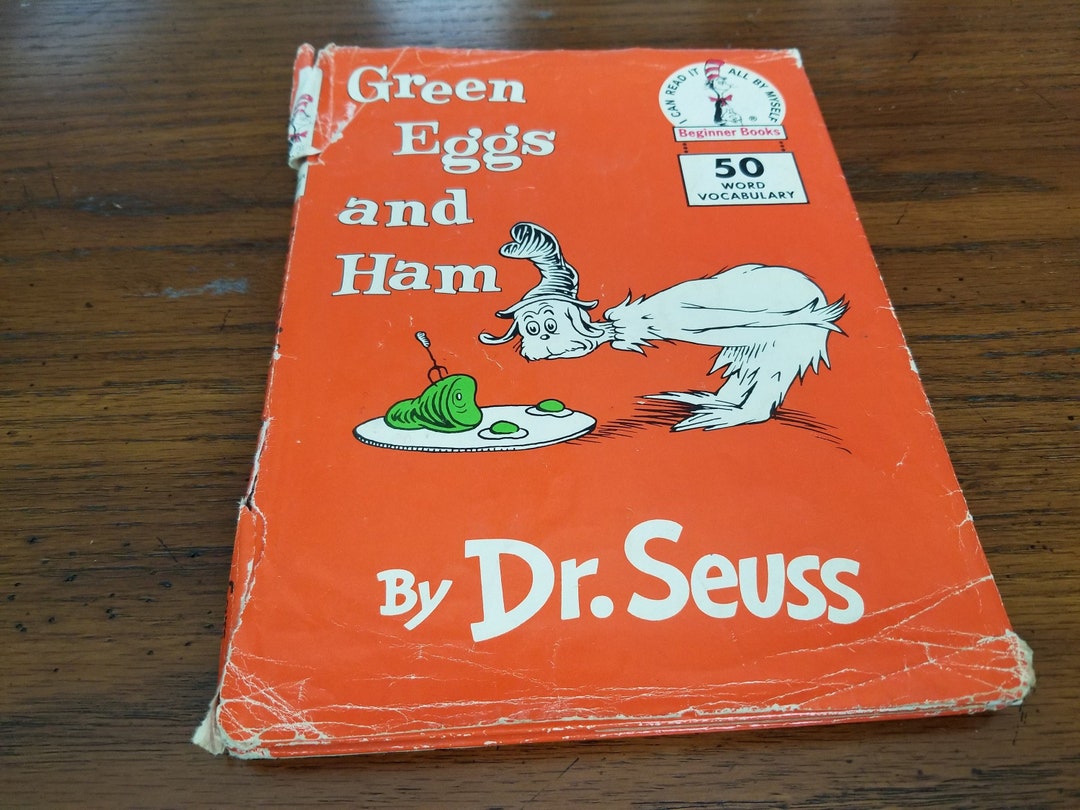 Green
Eggs
and
Ham
I CAN READ IT ALL BY MYSELF
®
Beginner Books
50
WORD
VOCABULARY
By Dr. Seuss